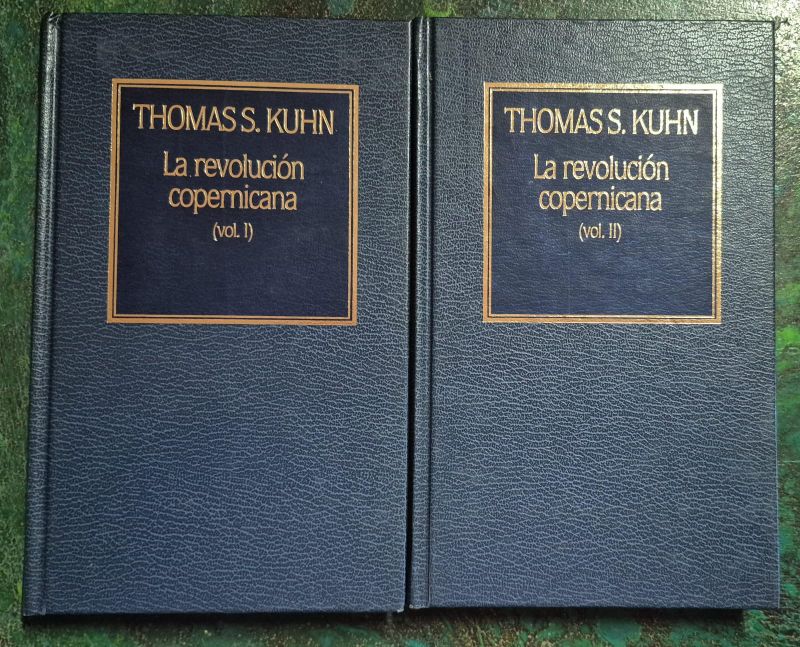 THOMAS S. KUHN
La revolución
copernicana
(vol. I)
THOMAS S. KUHN
La revolución
copernicana
(vol. II)